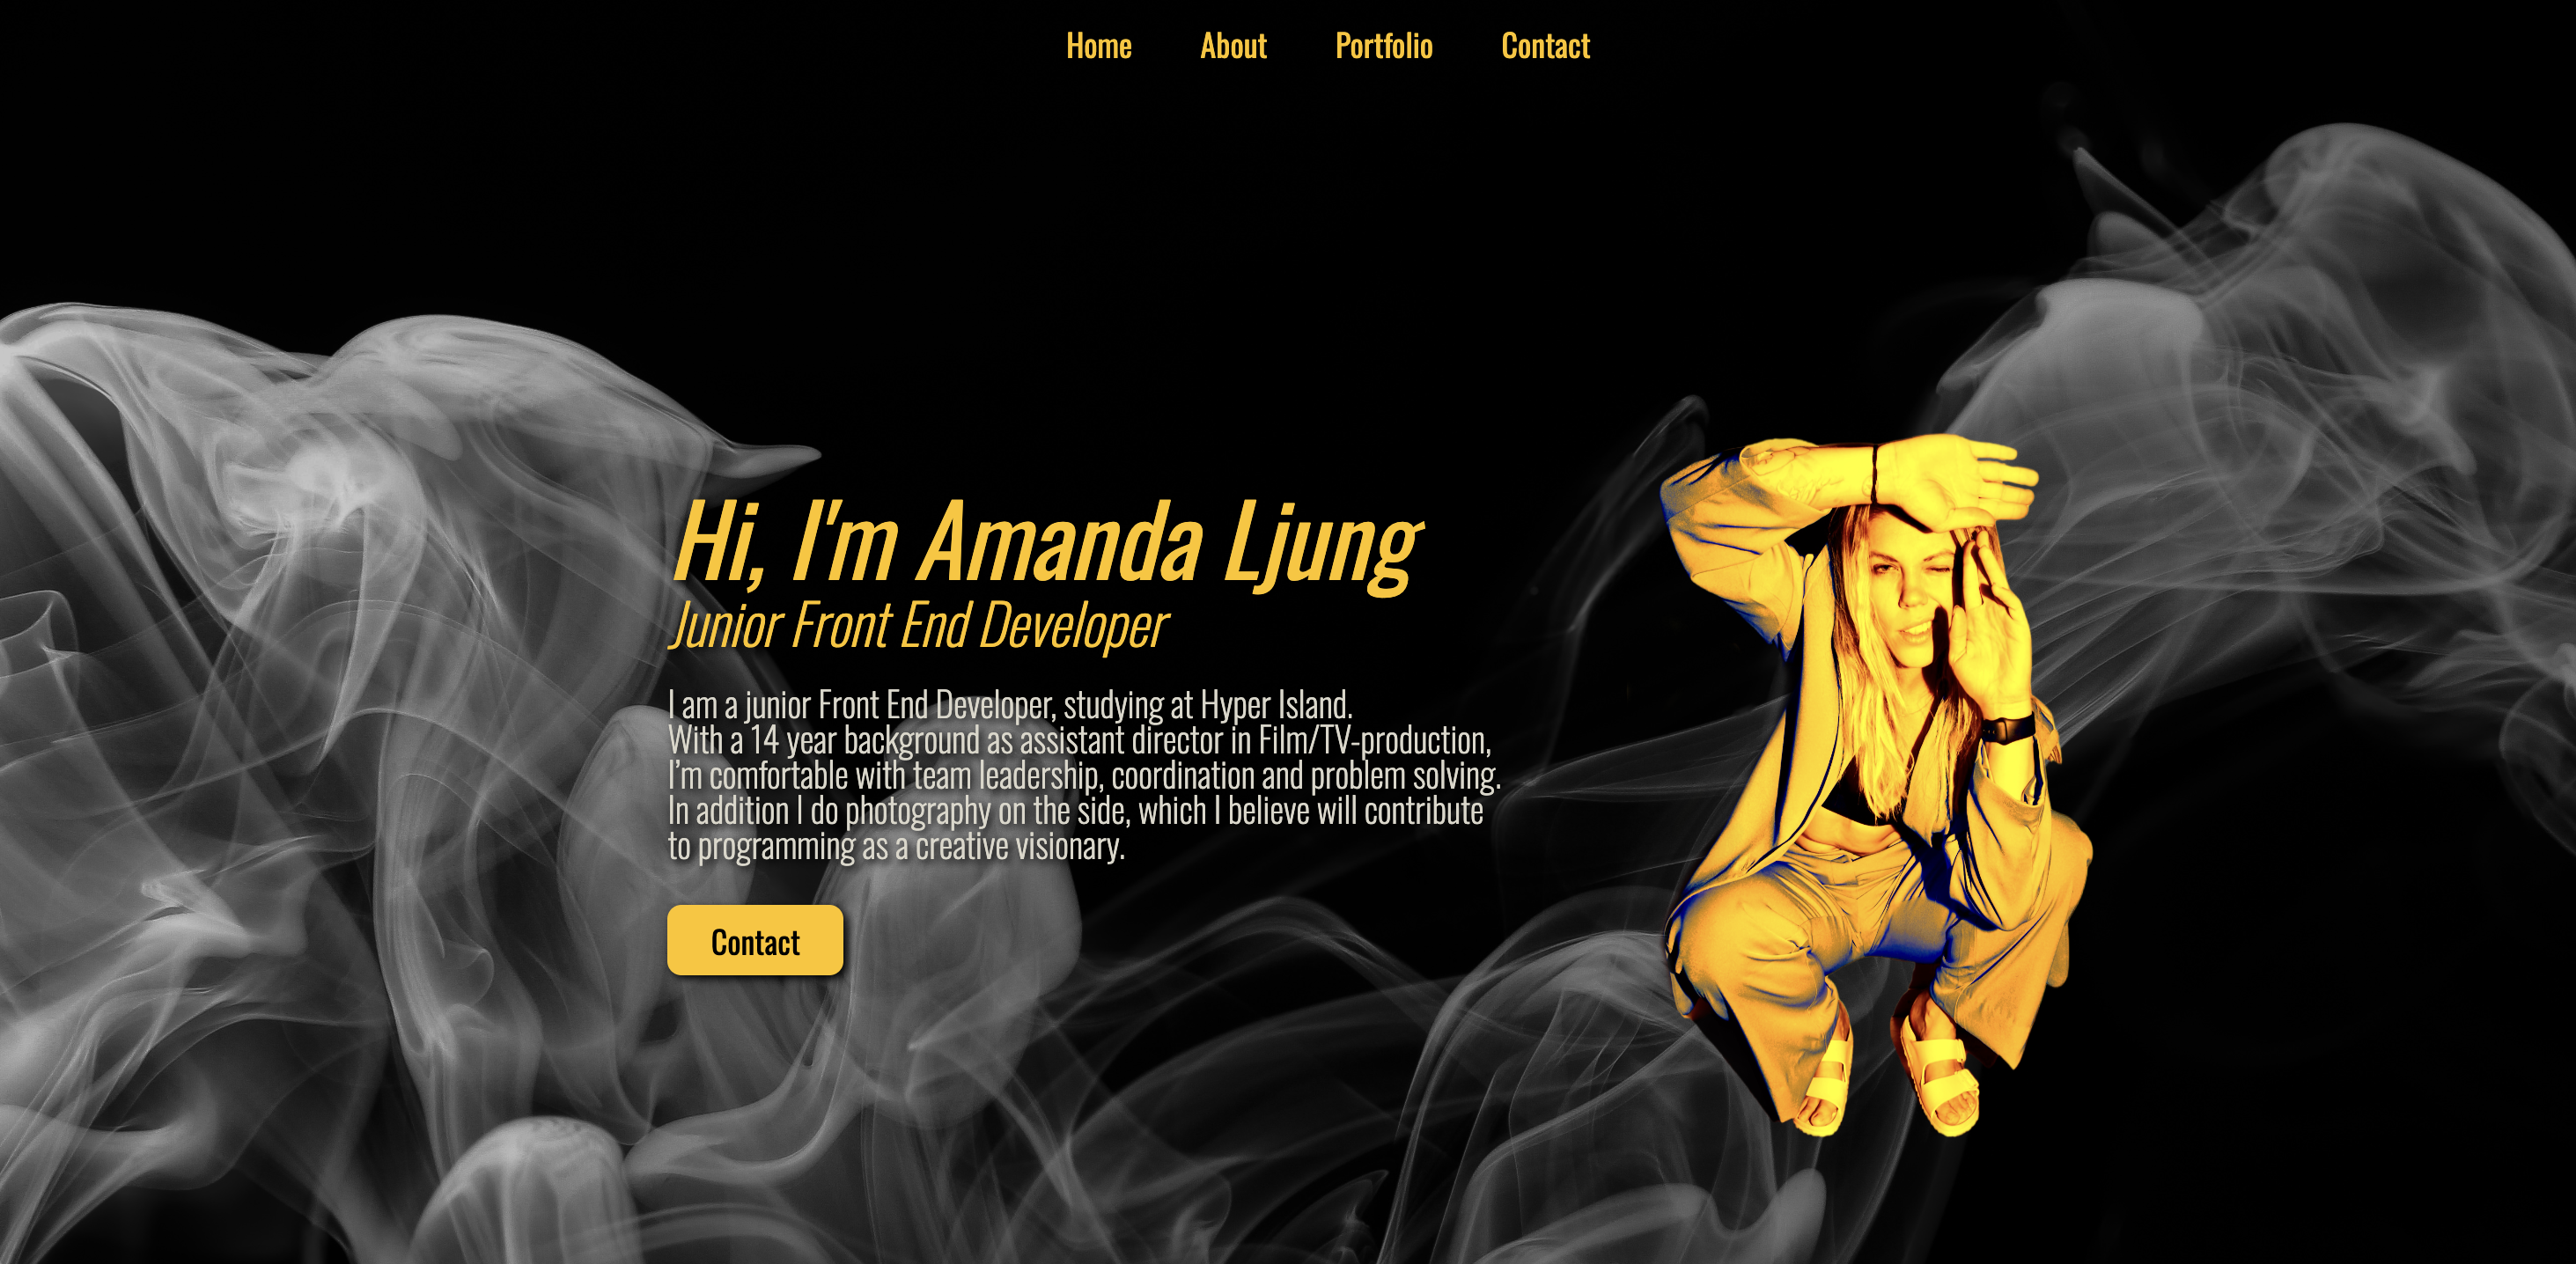 Home About Portfolio Contact
Hi, I'm Amanda Ljung
Junior Front End Developer
I am a junior Front End Developer, studying at Hyper Island.
With a 14 year background as assistant director in Film/TV-production,
I’m comfortable with team leadership, coordination and problem solving.
In addition I do photography on the side, which I believe will contribute
to programming as a creative visionary.
Contact